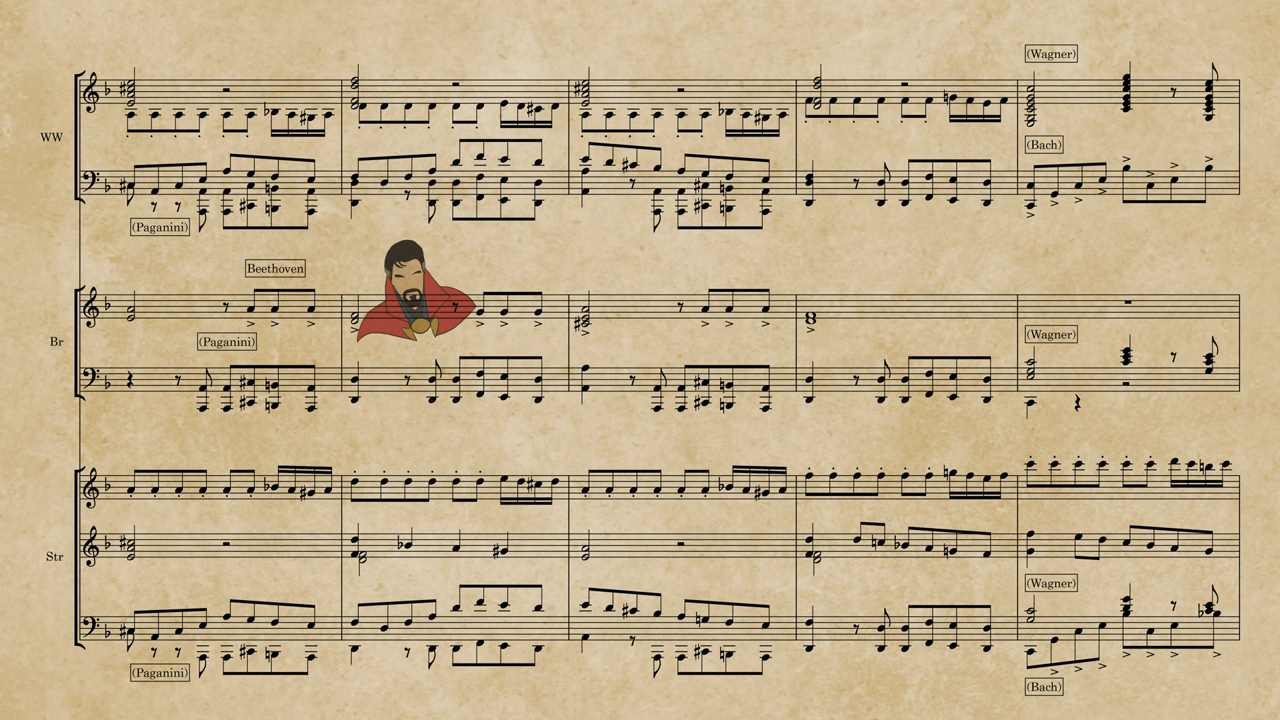 (Wagner)
WW
(Bach)
(Paganini)
Beethoven
Br
(Paganini)
(Wagner)
Str
(Wagner)
(Paganini)
(Bach)